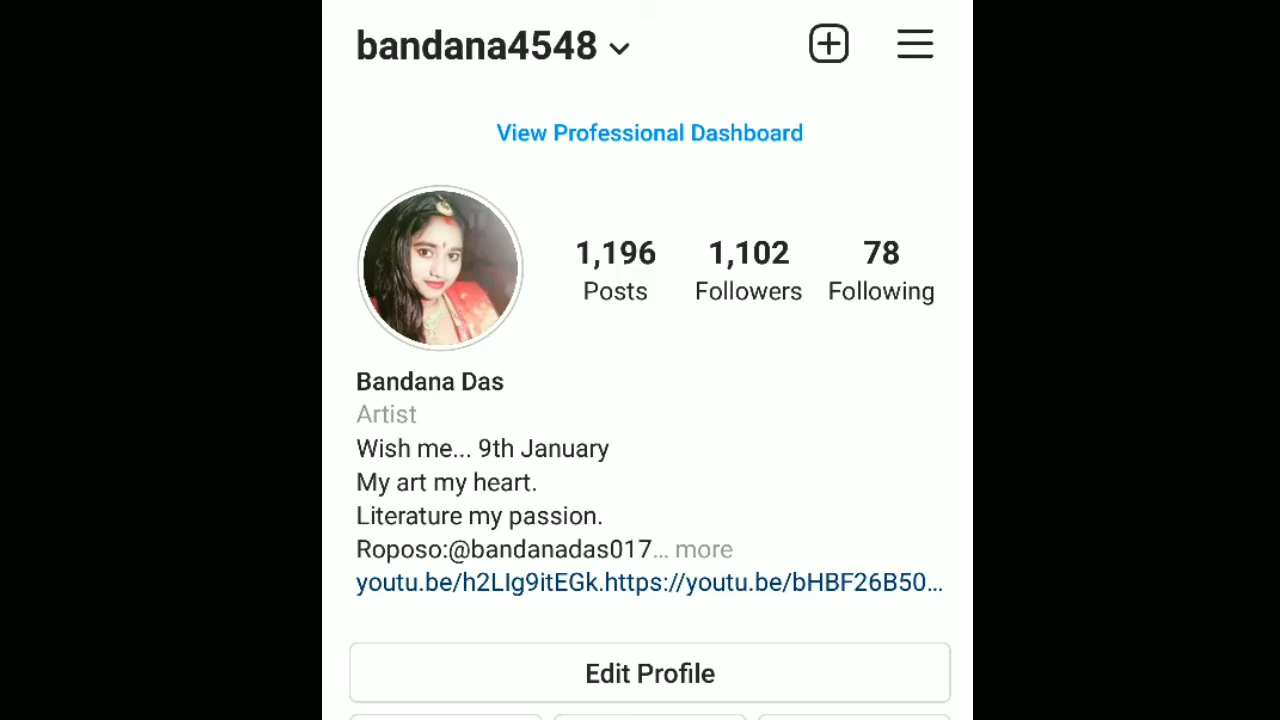 bandana4548
View Professional Dashboard
1,196 1,102 78
Posts Followers Following
Bandana Das
Artist
Wish me... 9th January
My art my heart.
Literature my passion.
Roposo:@bandanadas017... more
youtu.be/h2LIg9itEGk.https://youtu.be/bHBF26B50...
Edit Profile